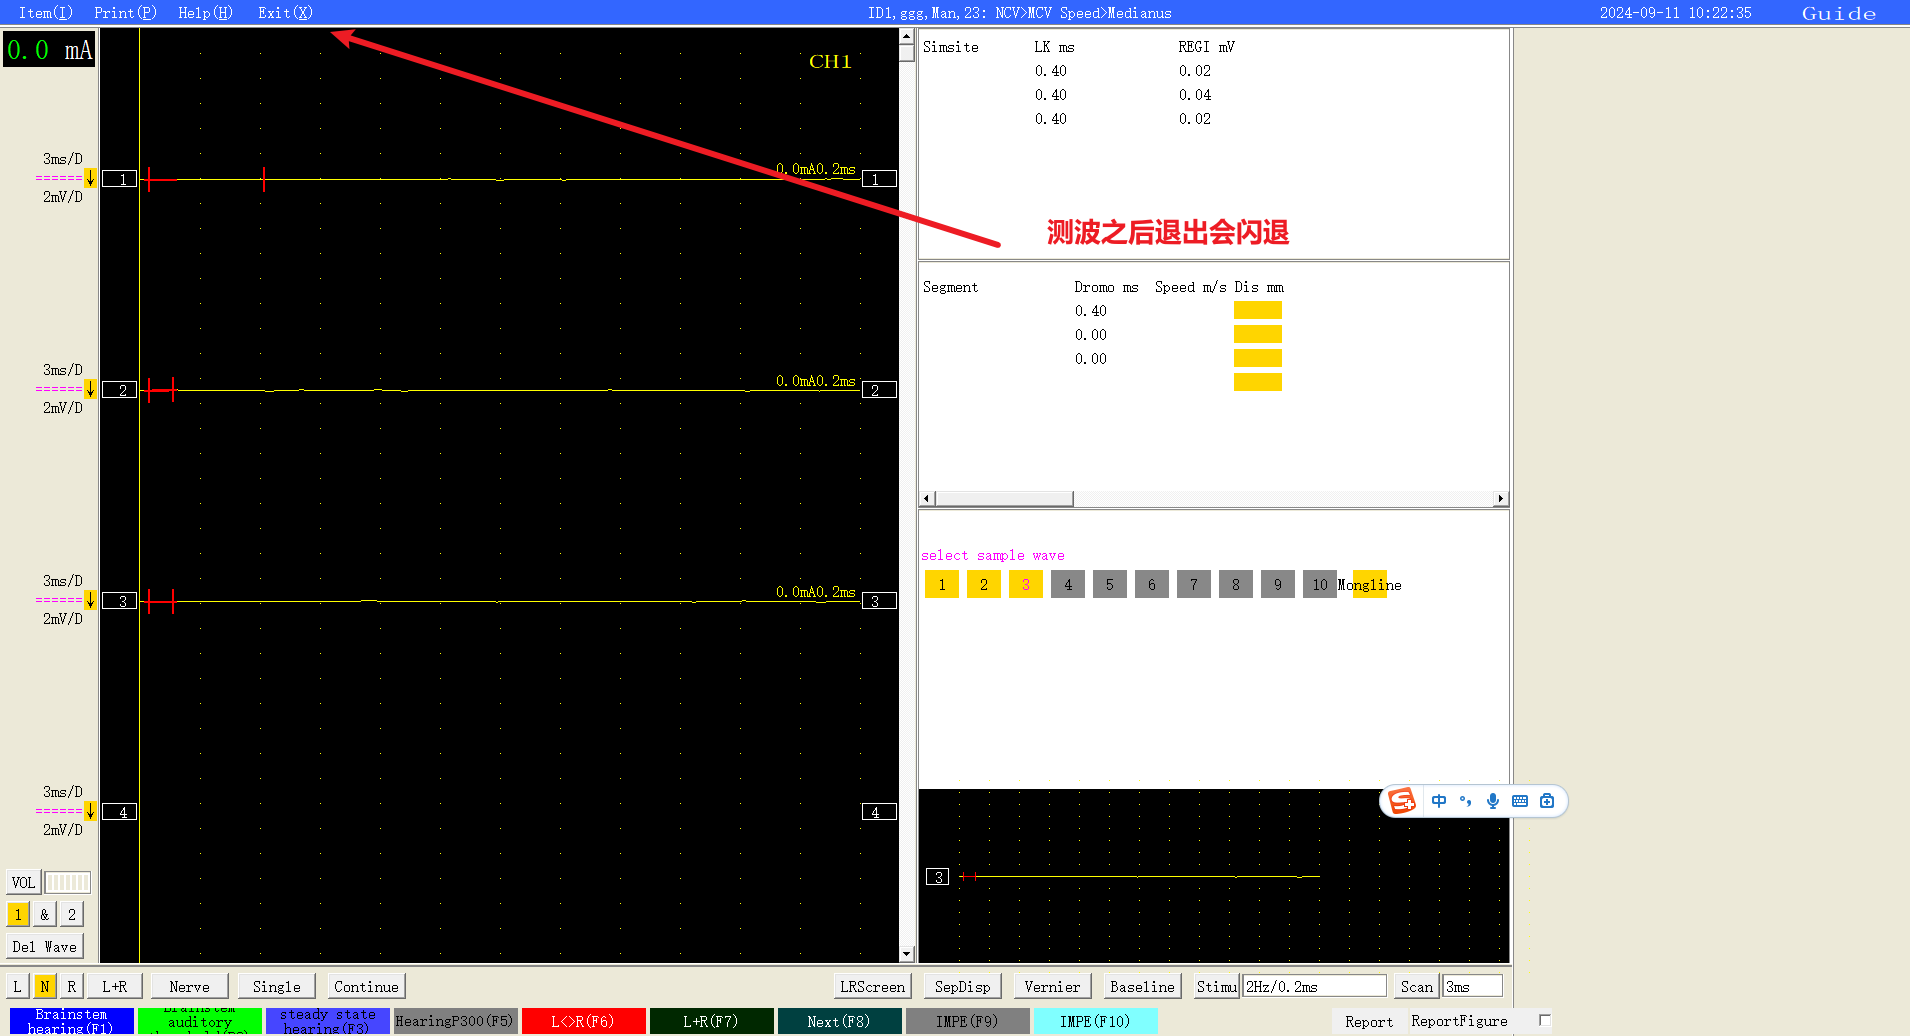 Item(I) Print(P) Help(H) Exit(X) ID1,ggg,Man,23: NCV>MCV Speed>Medianus 2024-09-11 10:22:35 Guide
0.0 mA
CH1
Simsite LK ms REGI mV
0.40 0.02
0.40 0.04
0.40 0.02
3ms/D
1 0.0mA0.2ms 1
2mV/D
测波之后退出会闪退
Segment Dromo ms Speed m/s Dis mm
0.40
0.00
0.00
3ms/D
2 0.0mA0.2ms 2
2mV/D
select sample wave
1 2 3 4 5 6 7 8 9 10 Mongline
3ms/D
3 0.0mA0.2ms 3
2mV/D
3ms/D
4 4
2mV/D
中
3
VOL
1 & 2
Del Wave
L N R L+R Nerve Single Continue LRScreen SepDisp Vernier Baseline Stimu 2Hz/0.2ms Scan 3ms
Brainstem hearing(F1)
auditory
steady state hearing(F3)
HearingP300(F5) L<>R(F6) L+R(F7) Next(F8) IMPE(F9) IMPE(F10) Report ReportFigure